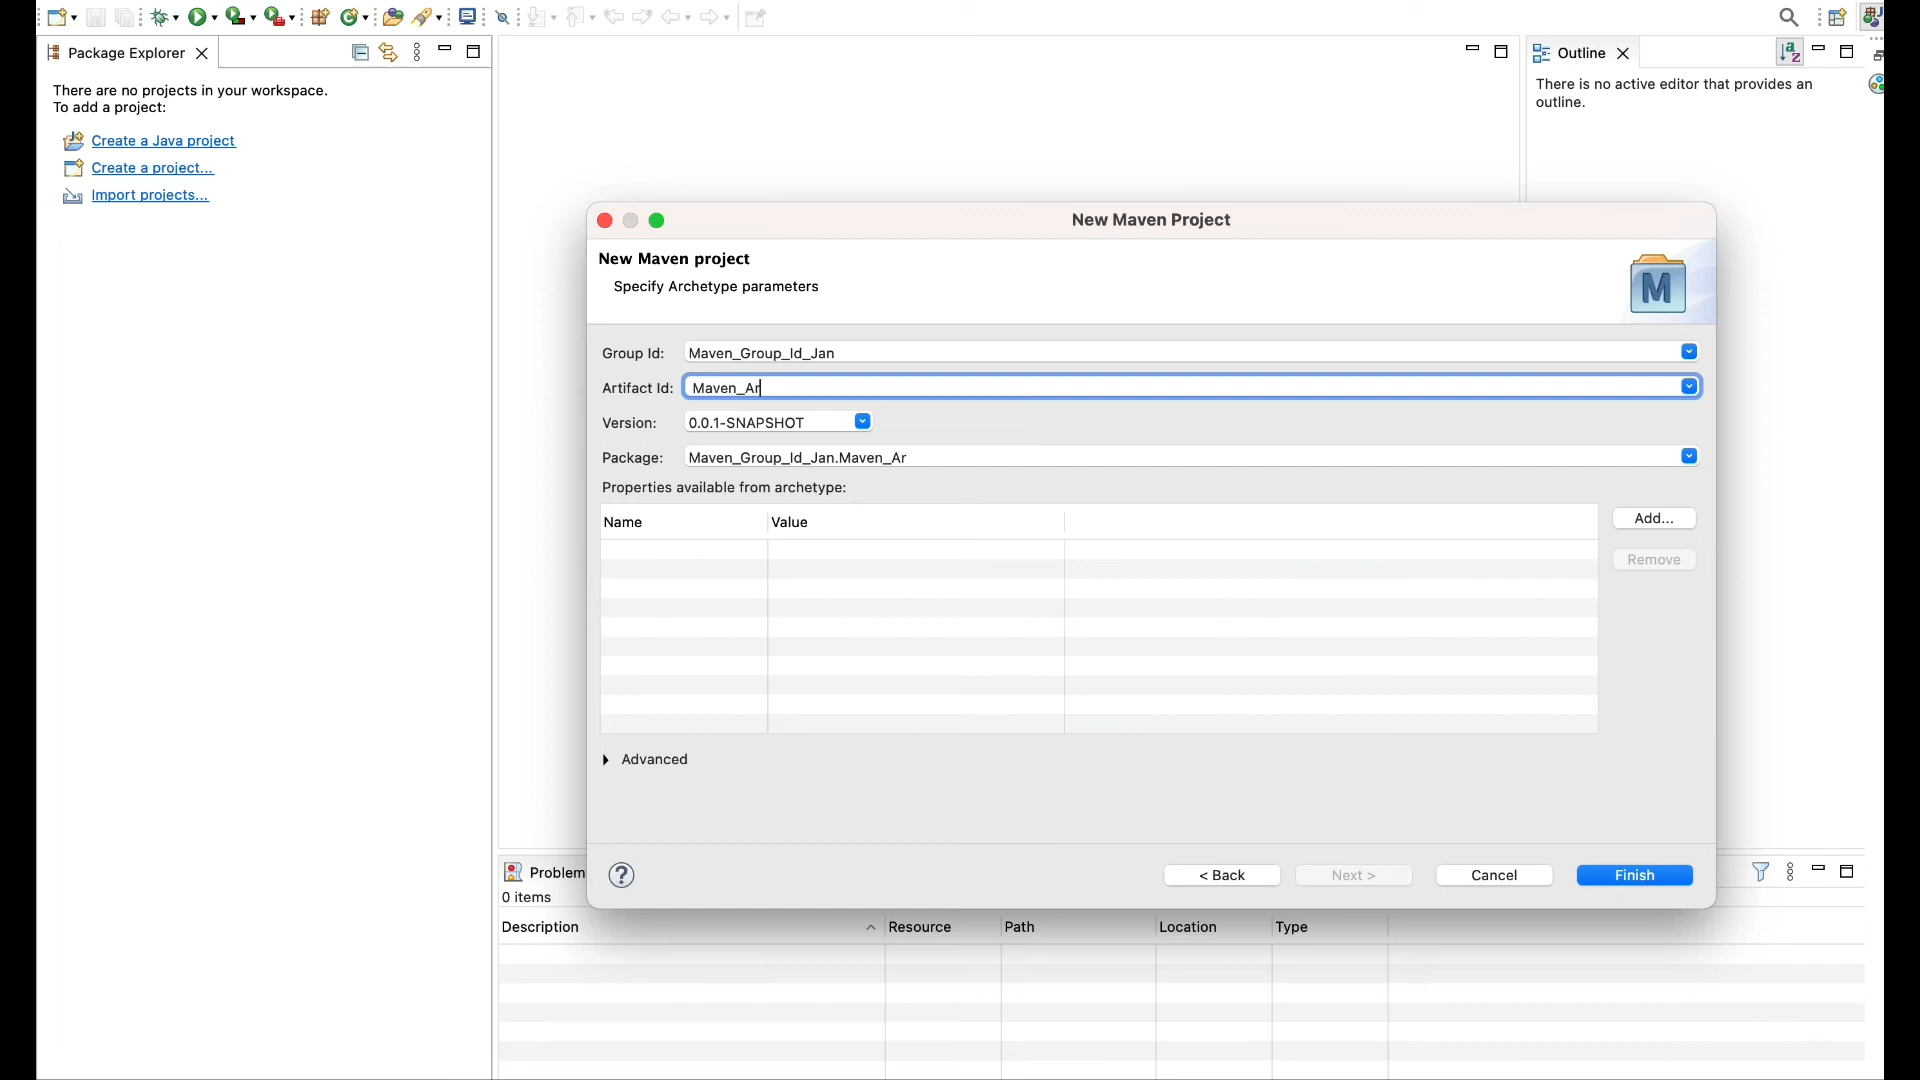 Package Explorer
There are no projects in your workspace.
To add a project:
Create a Java project
Create a project...
Import projects...
Outline
There is no active editor that provides an
outline.
New Maven Project
New Maven project
Specify Archetype parameters
M
Group Id: Maven_Group_Id_Jan
Artifact Id: Maven_Ar
Version: 0.0.1-SNAPSHOT
Package: Maven_Group_Id_Jan.Maven_Ar
Properties available from archetype:
Name Value
Add...
Remove
Advanced
? < Back Next > Cancel Finish
Problem
0 items
Description Resource Path Location Type